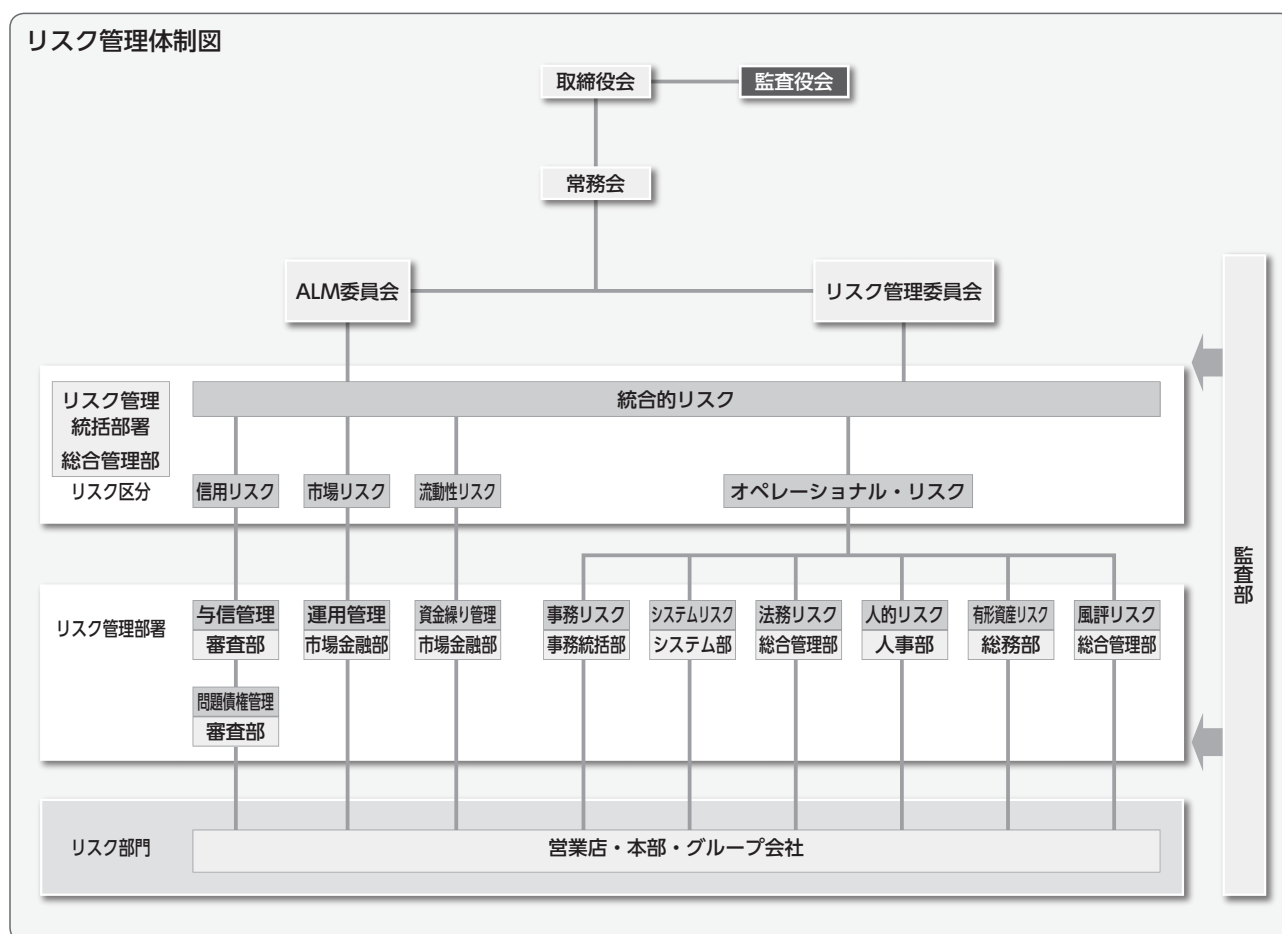 リスク管理体制図
取締役会
監査役会
常務会
ALM委員会
リスク管理委員会
リスク管理
統括部署
総合管理部
統合的リスク
リスク区分
信用リスク
市場リスク
流動性リスク
オペレーショナル・リスク
リスク管理部署
与信管理
審査部
運用管理
市場金融部
資金繰り管理
市場金融部
事務リスク
事務統括部
システムリスク
システム部
法務リスク
総合管理部
人的リスク
人事部
有形資産リスク
総務部
風評リスク
総合管理部
問題債権管理
審査部
リスク部門
営業店・本部・グループ会社
監査部